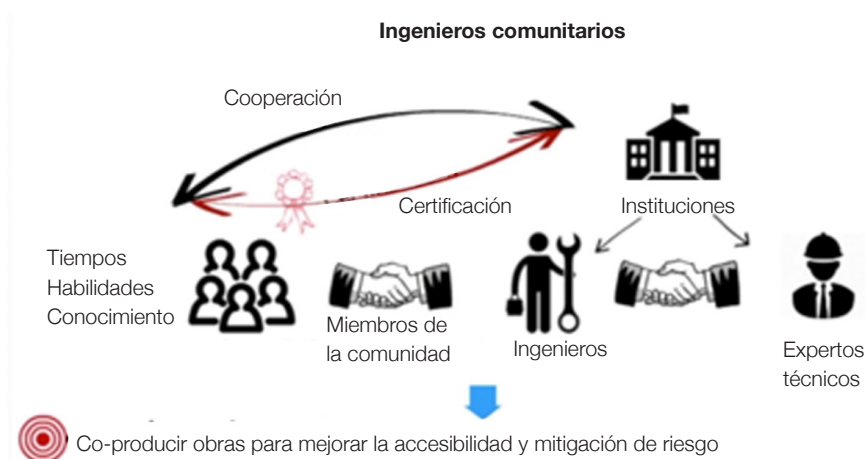 Ingenieros comunitarios
Cooperación
Certificación
Instituciones
Tiempos
Habilidades
Conocimiento
Miembros de
la comunidad
Ingenieros
Expertos
técnicos
Co-producir obras para mejorar la accesibilidad y mitigación de riesgo